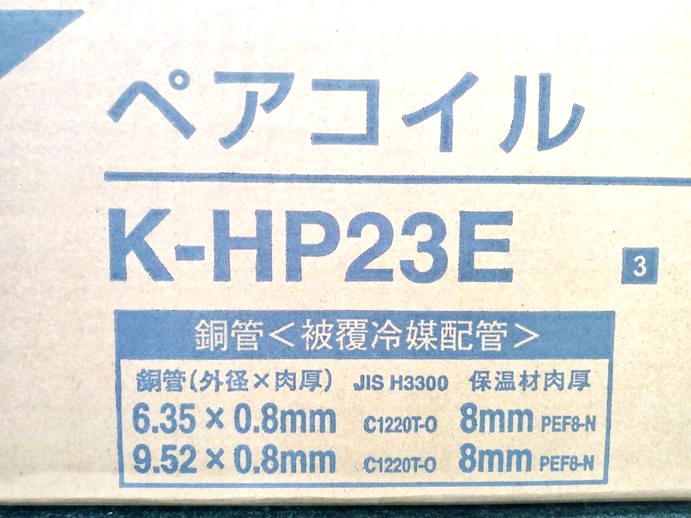 ペアコイル
K-HP23E 3
銅管<被覆冷媒配管>
銅管(外径×肉厚) JIS H3300 保温材肉厚
6.35×0.8mm C1220T-O 8mm PEF8-N
9.52×0.8mm C1220T-O 8mm PEF8-N